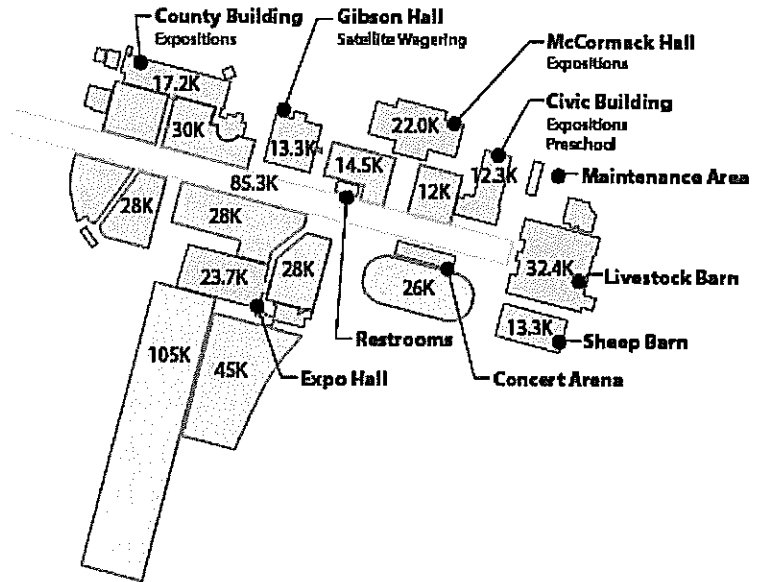 County Building
Expositions
Gibson Hall
Satellite Wagering
McCormack Hall
Expositions
Civic Building
Expositions
Preschool
17.2K
30K
13.3K
22.0K
14.5K
12K
12.3K
Maintenance Area
85.3K
28K
28K
23.7K
28K
26K
32.4K
Livestock Barn
13.3K
Sheep Barn
Restrooms
Concert Arena
Expo Hall
105K
45K